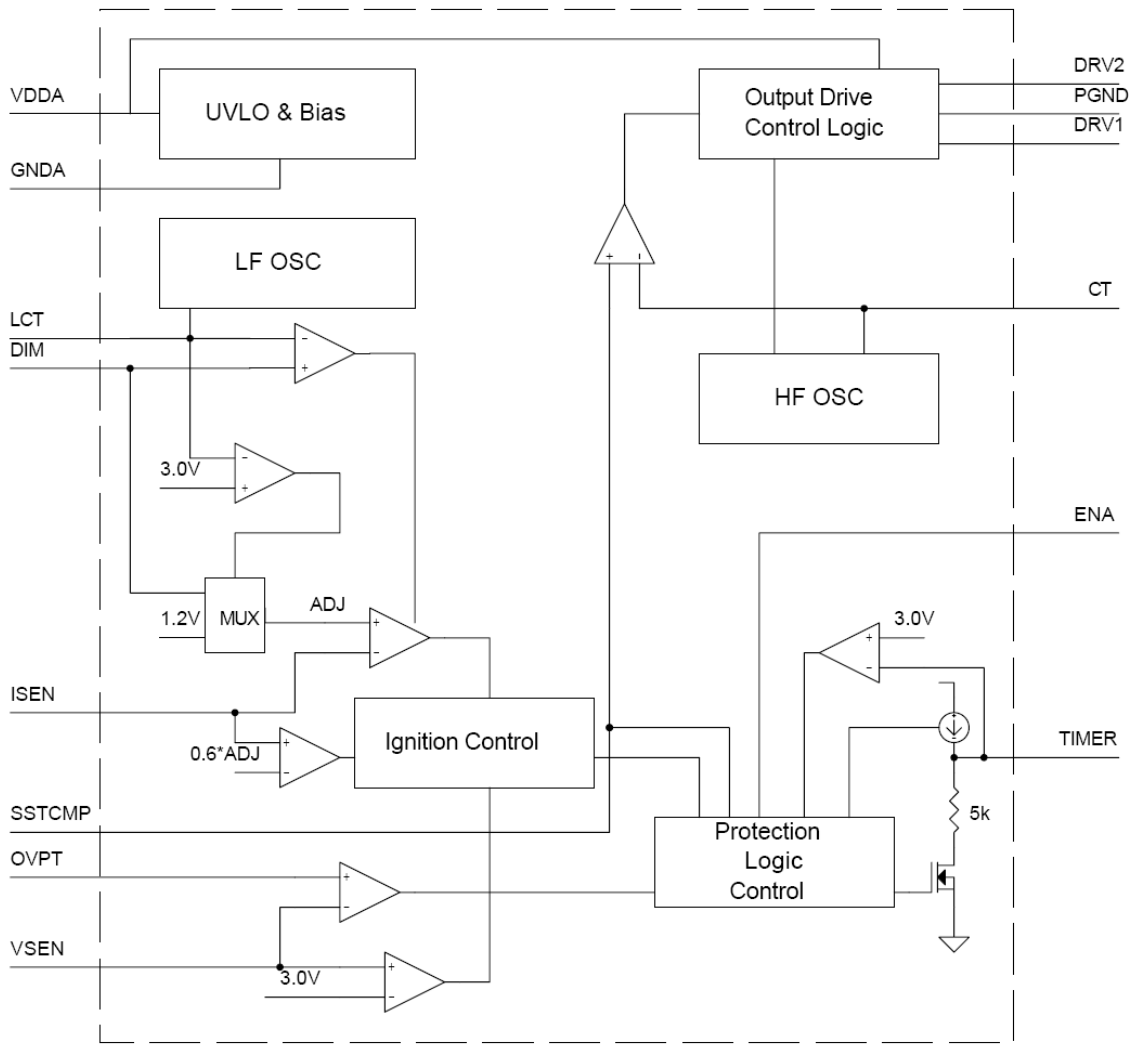 VDDA
UVLO & Bias
Output Drive
Control Logic
DRV2
PGND
DRV1
GNDA
LF OSC
+ -
CT
LCT
DIM
-
+
HF OSC
3.0V
-
+
ENA
1.2V
MUX
ADJ
+
-
3.0V
+
-
ISEN
0.6*ADJ
+
-
Ignition Control
TIMER
5k
SSTCMP
Protection
Logic
Control
OVPT
+
-
VSEN
3.0V
+
-